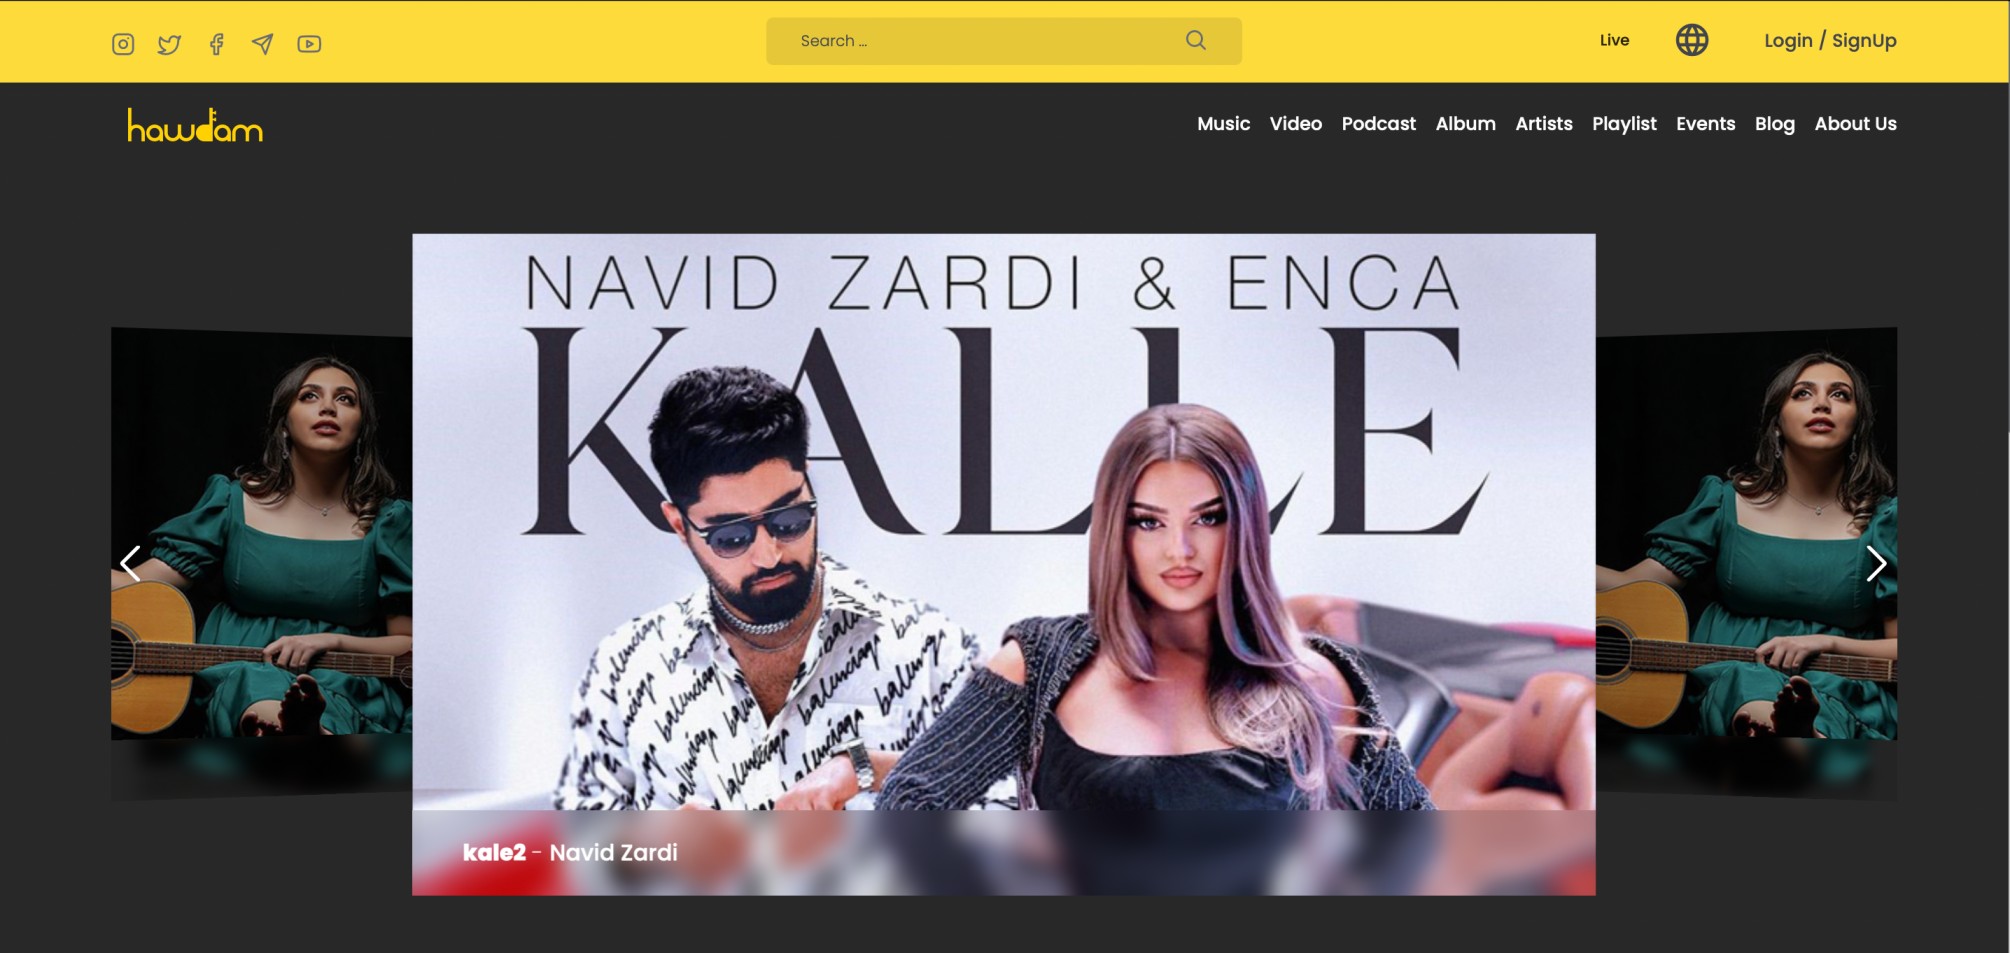 Search ...
Live
Login / SignUp
hawdam
Music Video Podcast Album Artists Playlist Events Blog About Us
NAVID ZARDI & ENCA
KALLE
balenciaga
kale2 - Navid Zardi